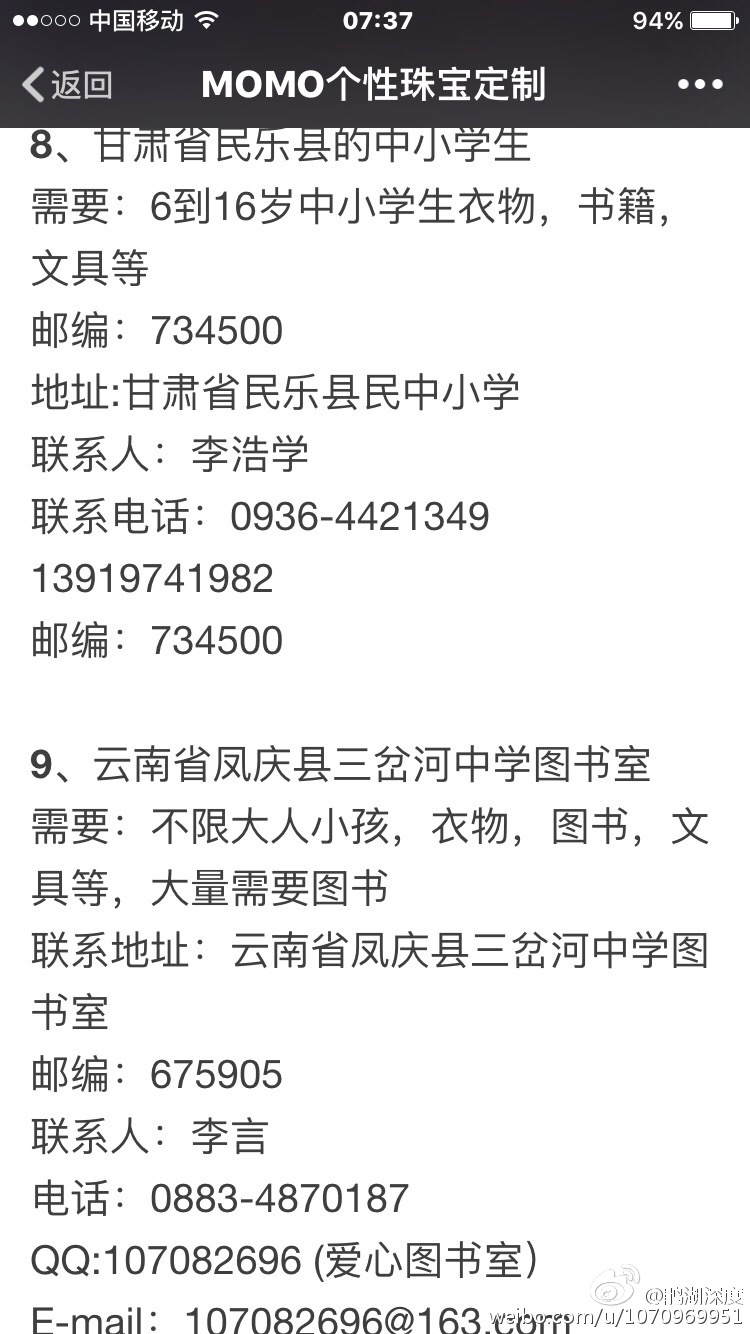 中国移动 07:37 94%
返回 MOMO个性珠宝定制
8、甘肃省民乐县的中小学生
需要：6到16岁中小学生衣物，书籍，
文具等
邮编：734500
地址:甘肃省民乐县民中小学
联系人：李浩学
联系电话：0936-4421349
13919741982
邮编：734500
9、云南省凤庆县三岔河中学图书室
需要：不限大人小孩，衣物，图书，文
具等，大量需要图书
联系地址：云南省凤庆县三岔河中学图
书室
邮编：675905
联系人：李言
电话：0883-4870187
QQ:107082696 (爱心图书室）
E-mail：107082696@163.com
@鹊湖深度
weibo.com/u/1070969951